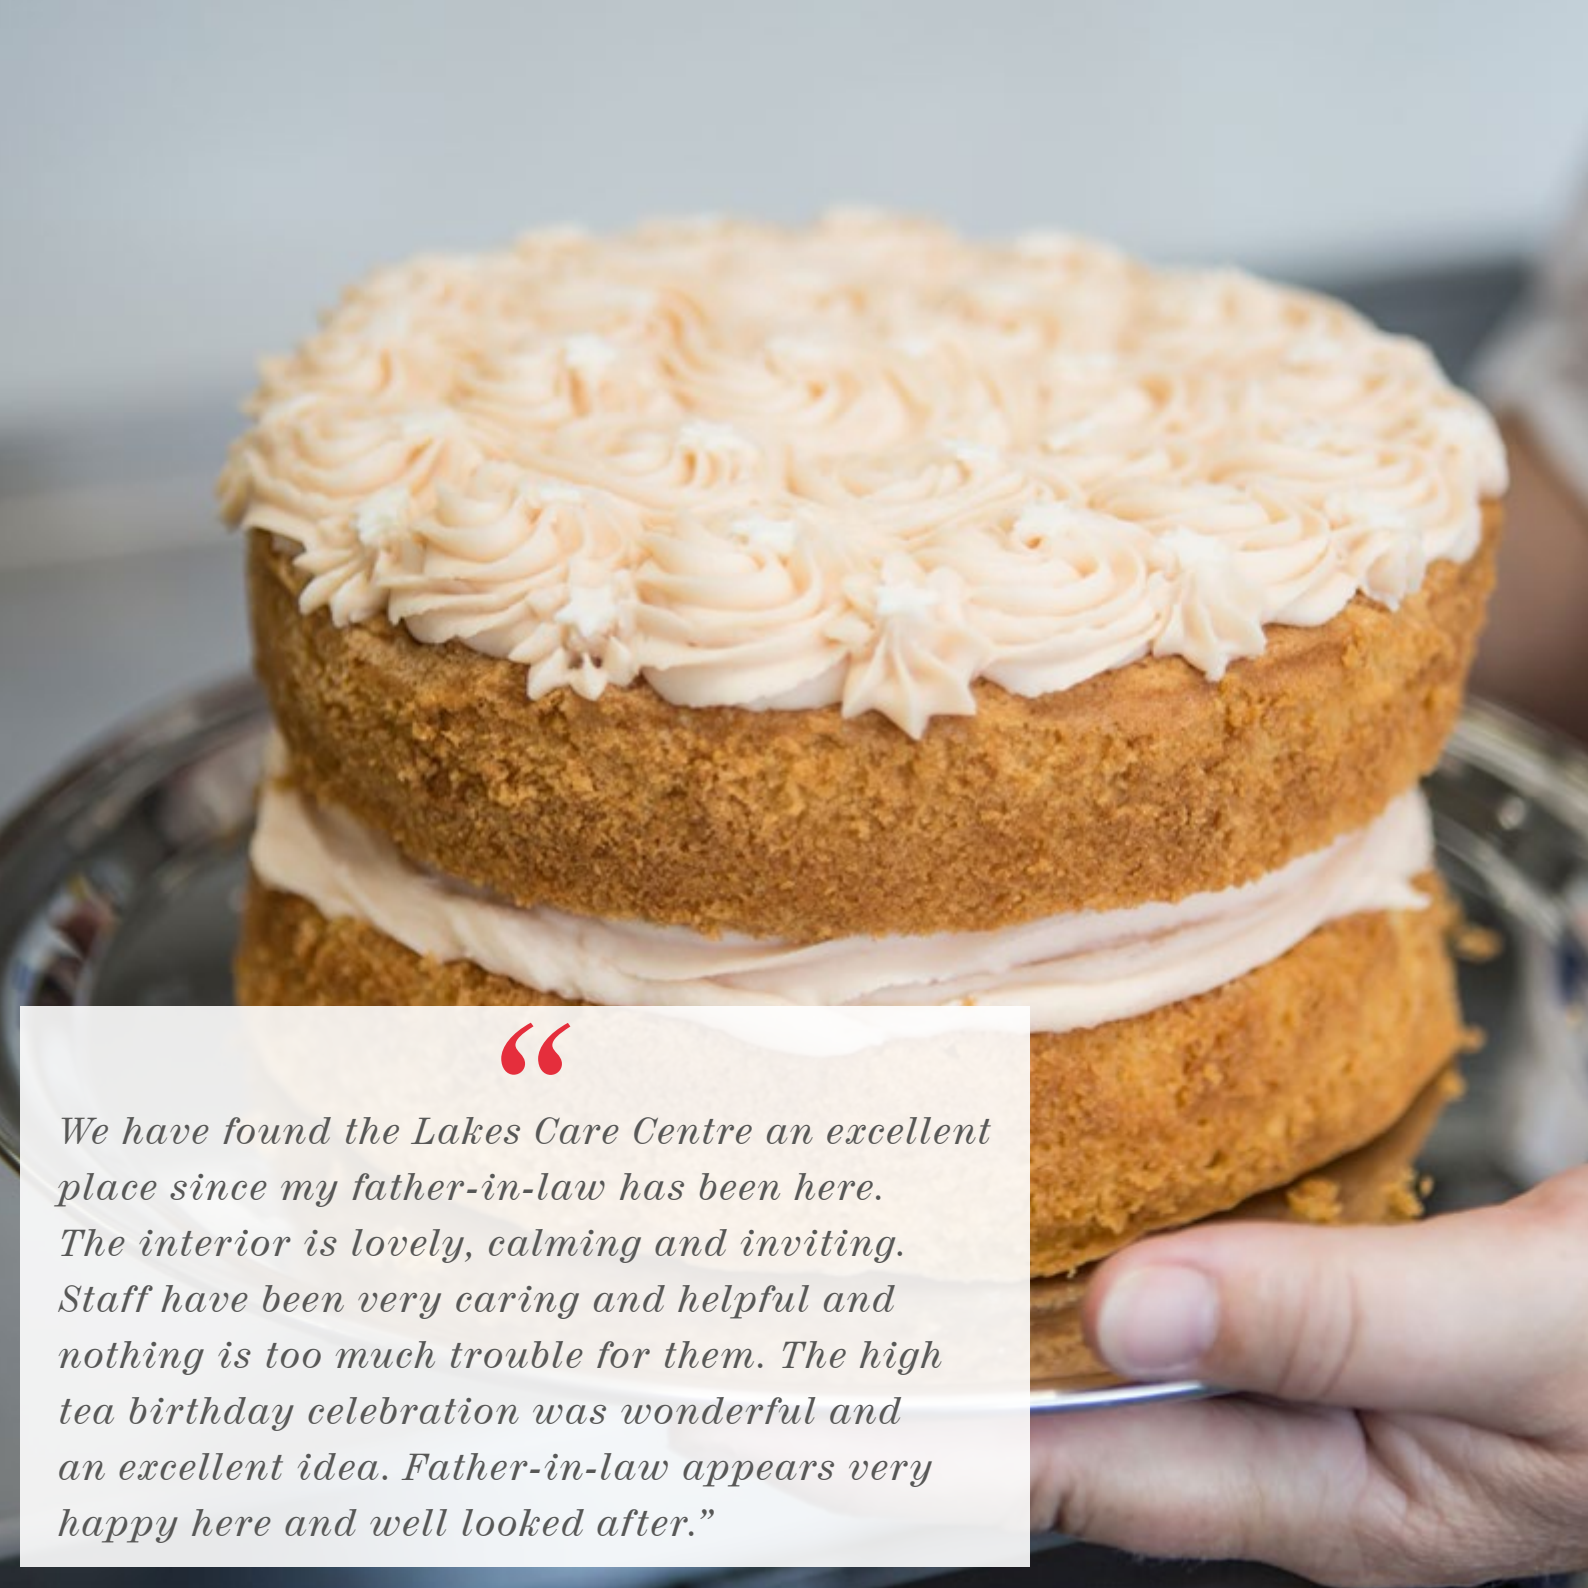 “
We have found the Lakes Care Centre an excellent
place since my father-in-law has been here.
The interior is lovely, calming and inviting.
Staff have been very caring and helpful and
nothing is too much trouble for them. The high
tea birthday celebration was wonderful and
an excellent idea. Father-in-law appears very
happy here and well looked after.”